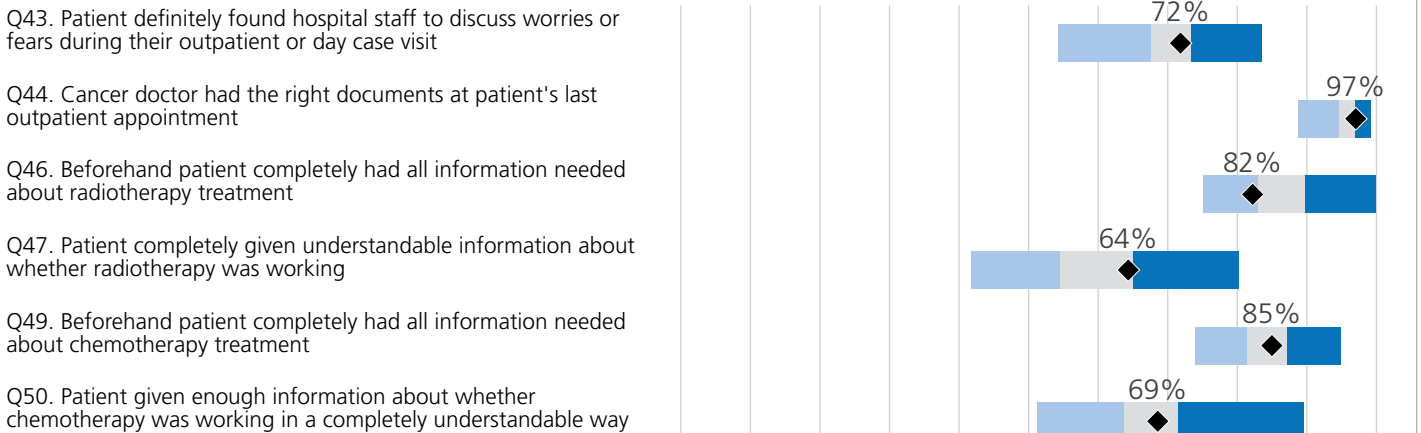 Q43. Patient definitely found hospital staff to discuss worries or
fears during their outpatient or day case visit
72%
Q44. Cancer doctor had the right documents at patient's last
outpatient appointment
97%
Q46. Beforehand patient completely had all information needed
about radiotherapy treatment
82%
Q47. Patient completely given understandable information about
whether radiotherapy was working
64%
Q49. Beforehand patient completely had all information needed
about chemotherapy treatment
85%
Q50. Patient given enough information about whether
chemotherapy was working in a completely understandable way
69%